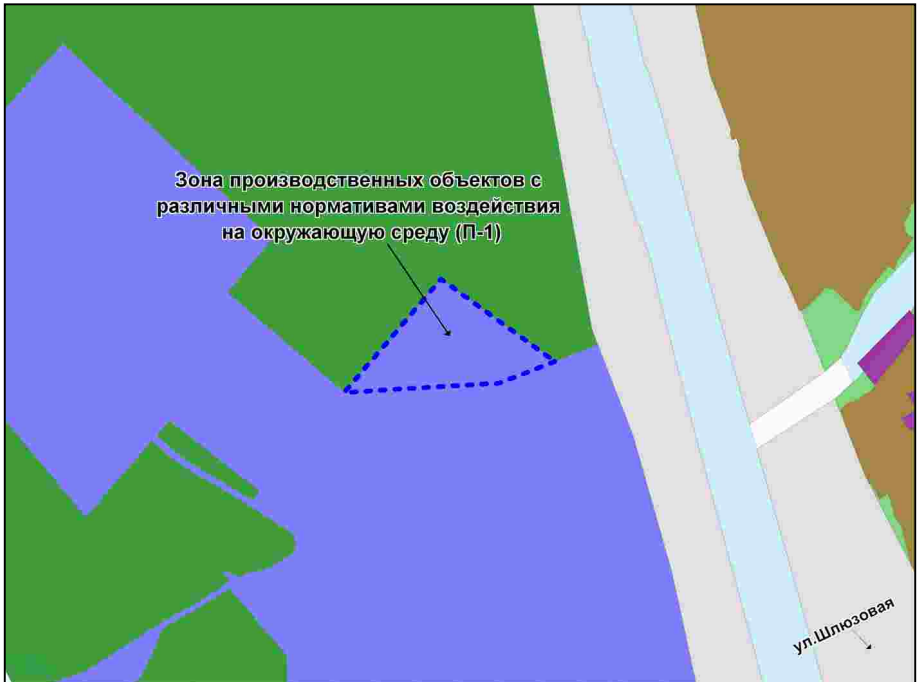 Зона производственных объектов с
различными нормативами воздействия
на окружающую среду (П-1)
ул.Шлюзовая